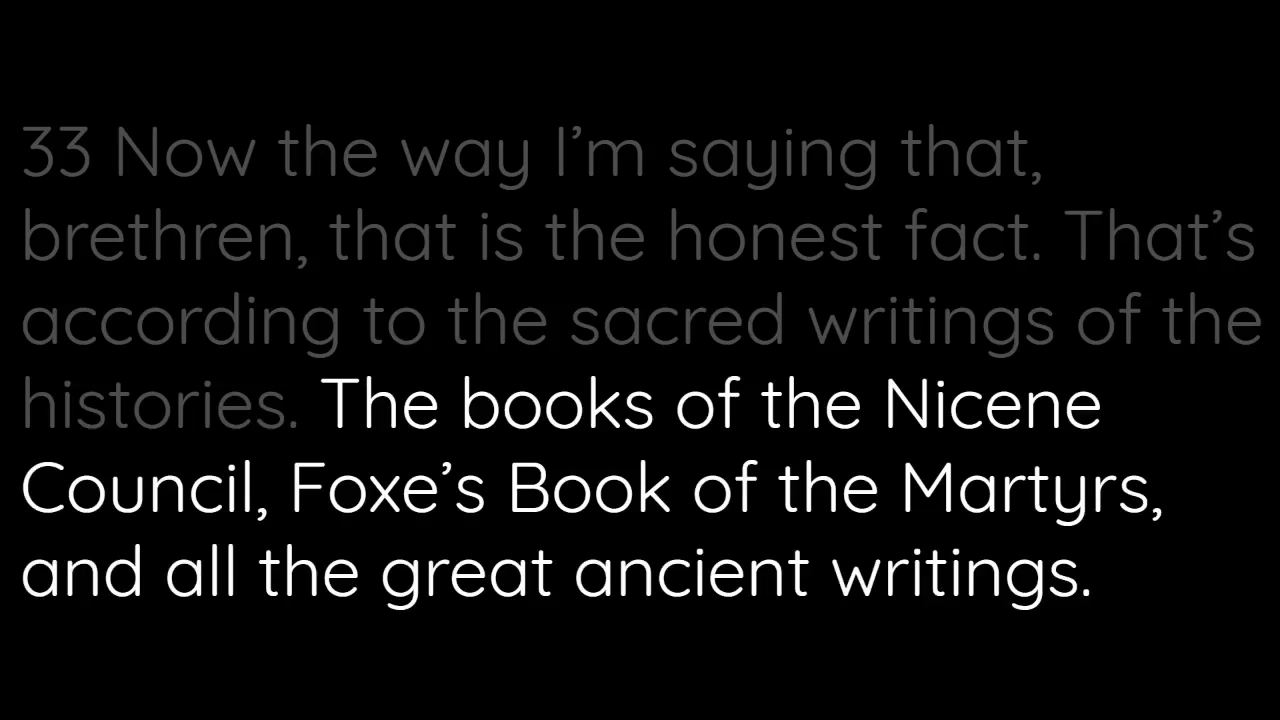 33 Now the way I’m saying that,
brethren, that is the honest fact. That’s
according to the sacred writings of the
histories. The books of the Nicene
Council, Foxe’s Book of the Martyrs,
and all the great ancient writings.